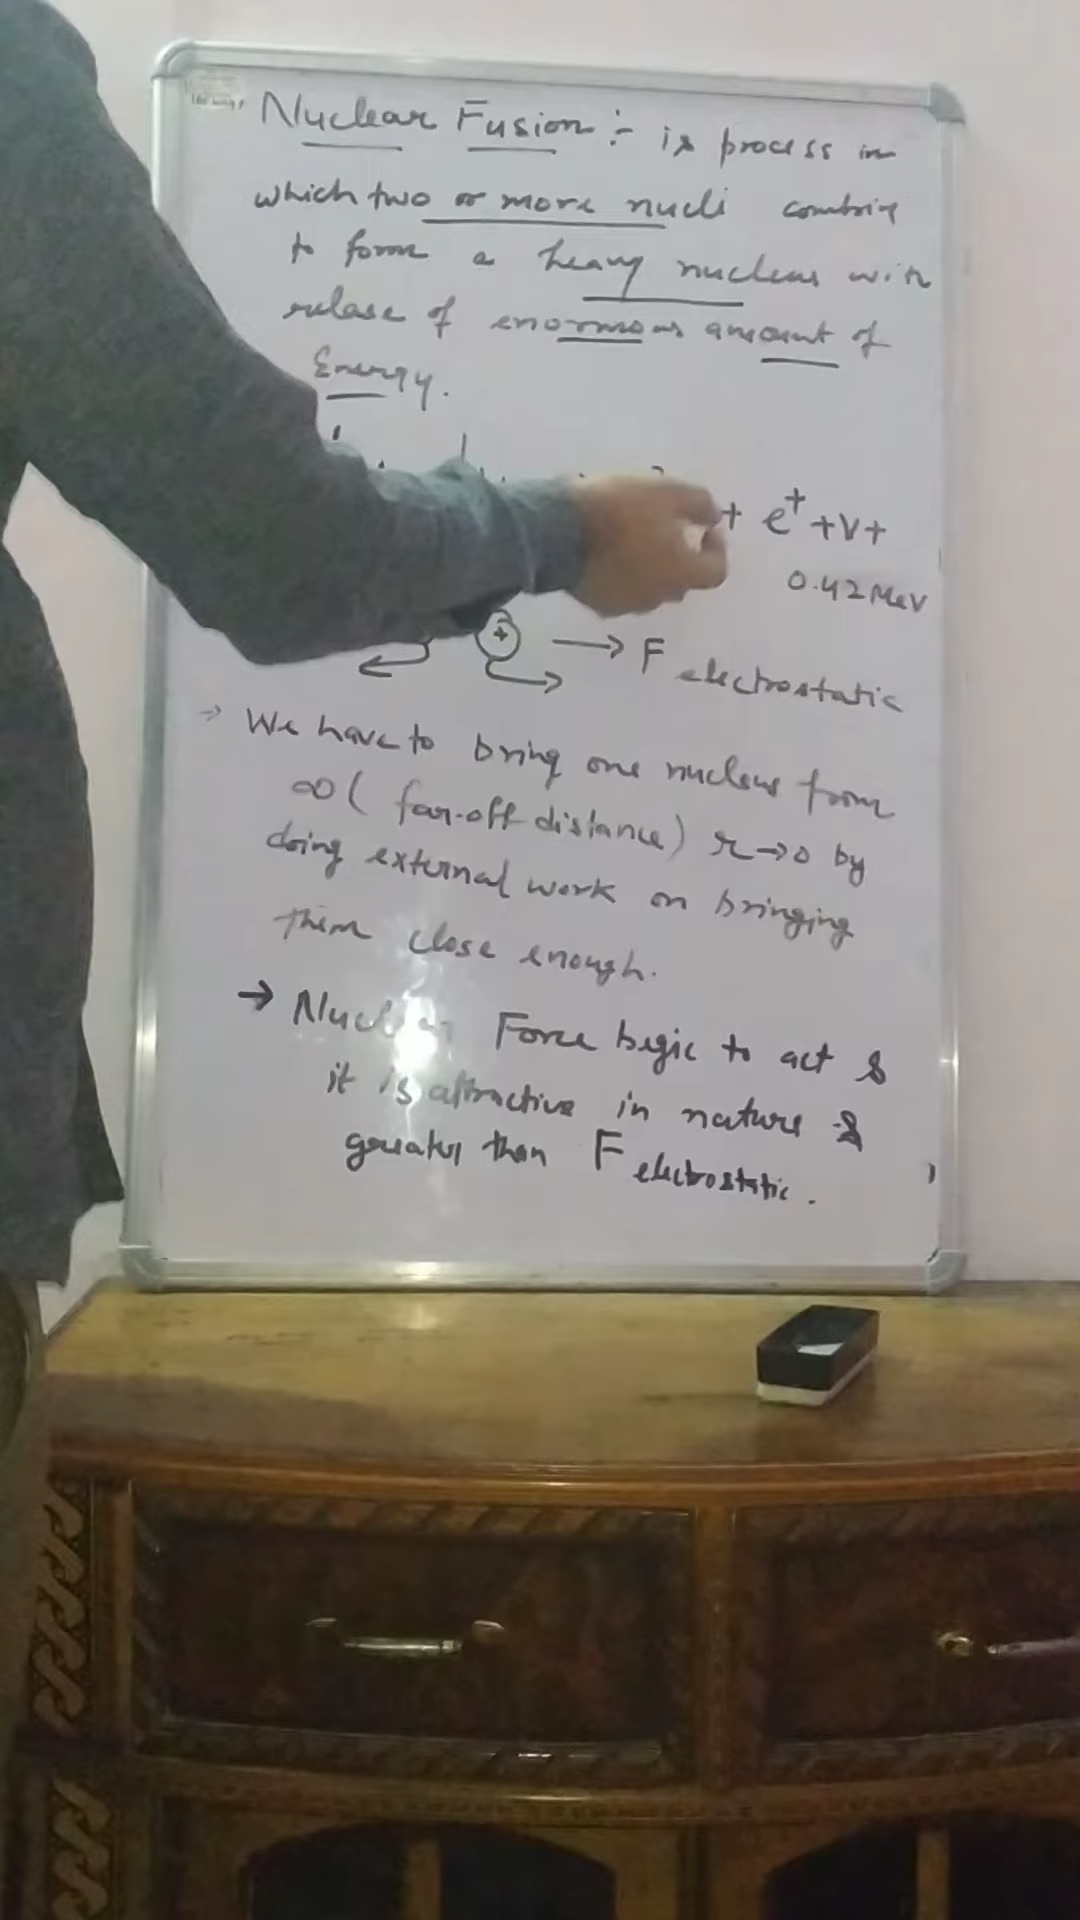 Nuclear Fusion :- is process in
which two or more nucli combine
to form a heavy nucleus with
relase of enormous amount of
Energy.
+ e⁺ + ν +
0.42 MeV
+ → F electrostatic
→ We have to bring one nucleus from
∞ ( far-off distance) r→0 by
doing external work on bringing
them close enough.
→ Nuclear Force begic to act &
it is attractive in nature &
greater than F electrostatic.